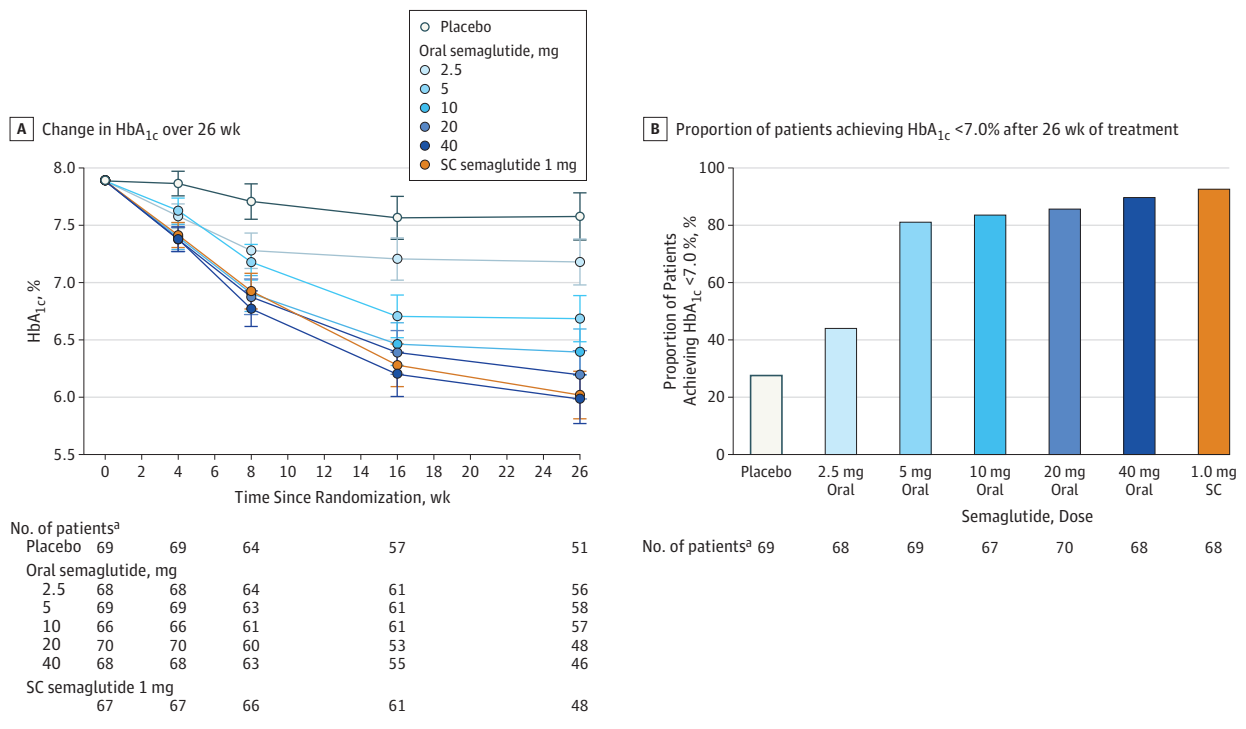 Placebo
Oral semaglutide, mg
2.5
5
10
20
40
SC semaglutide 1 mg
A Change in HbA1c over 26 wk
8.0
7.5
7.0
6.5
6.0
5.5
HbA1c, %
0 2 4 6 8 10 12 14 16 18 20 22 24 26
Time Since Randomization, wk
No. of patientsa
Placebo 69 69 64 57 51
Oral semaglutide, mg
2.5 68 68 64 61 56
5 69 69 63 61 58
10 66 66 61 61 57
20 70 70 60 53 48
40 68 68 63 55 46
SC semaglutide 1 mg
67 67 66 61 48
B Proportion of patients achieving HbA1c <7.0% after 26 wk of treatment
100
80
60
40
20
0
Proportion of Patients
Achieving HbA1c <7.0 %, %
Placebo 2.5 mg 5 mg 10 mg 20 mg 40 mg 1.0 mg
Oral Oral Oral Oral Oral SC
Semaglutide, Dose
No. of patientsa 69 68 69 67 70 68 68